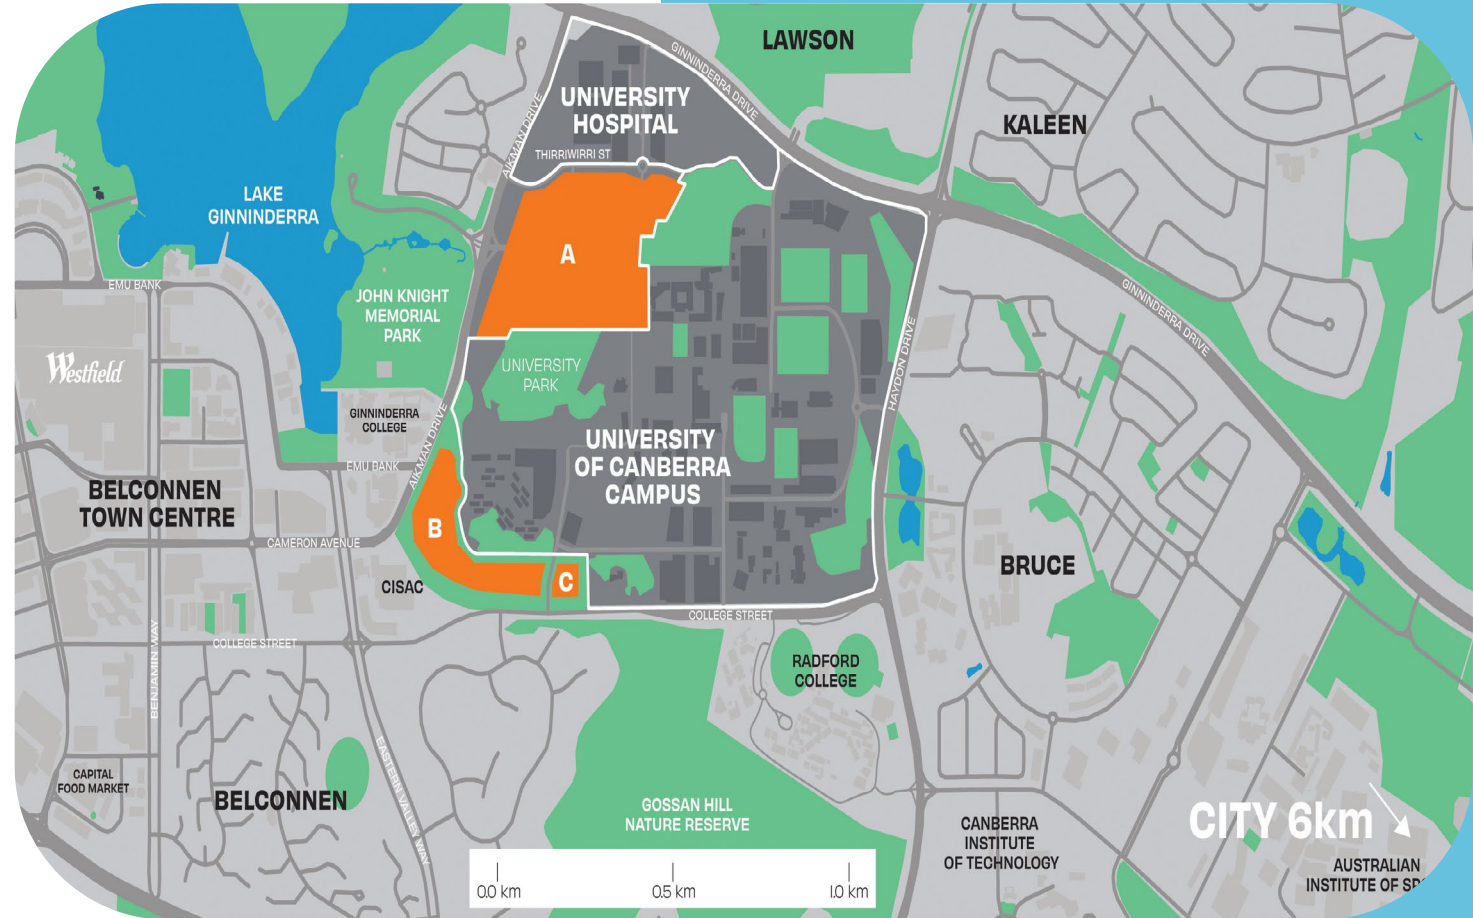 LAWSON
GINNINDERRA DRIVE
UNIVERSITY
HOSPITAL
KALEEN
AIKMAN DRIVE
THIRRIWIRRI ST
LAKE
GINNINDERRA
A
EMU BANK
JOHN KNIGHT
MEMORIAL
PARK
GINNINDERRA DRIVE
HAYDON DRIVE
Westfield
UNIVERSITY
PARK
GINNINDERRA
COLLEGE
AIKMAN DRIVE
UNIVERSITY
OF CANBERRA
CAMPUS
EMU BANK
BELCONNEN
TOWN CENTRE
B
CAMERON AVENUE
BRUCE
CISAC
C
COLLEGE STREET
COLLEGE STREET
BENJAMIN WAY
RADFORD
COLLEGE
EASTERN VALLEY WAY
CAPITAL
FOOD MARKET
BELCONNEN
GOSSAN HILL
NATURE RESERVE
CITY 6km
CANBERRA
INSTITUTE
OF TECHNOLOGY
AUSTRALIAN
INSTITUTE OF
0.0 km
0.5 km
1.0 km